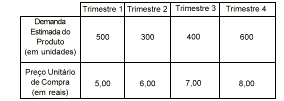 Trimestre 1 Trimestre 2 Trimestre 3 Trimestre 4
Demanda
Estimada do
Produto
(em unidades)
500 300 400 600
Preço Unitário
de Compra
(em reais)
5,00 6,00 7,00 8,00